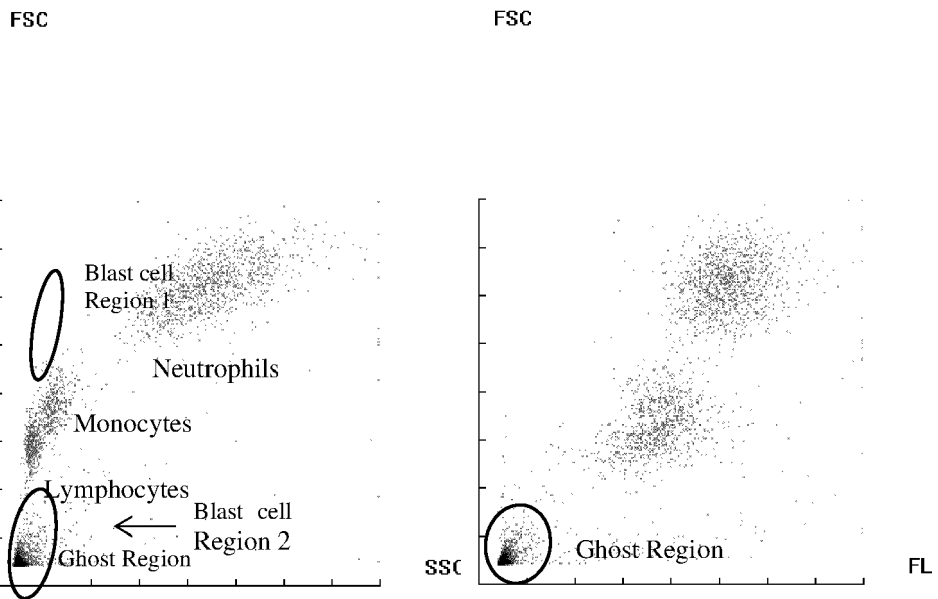 FSC
FSC
Blast cell
Region 1
Neutrophils
Monocytes
Lymphocytes
Blast cell
Region 2
Ghost Region
SSC
Ghost Region
FL